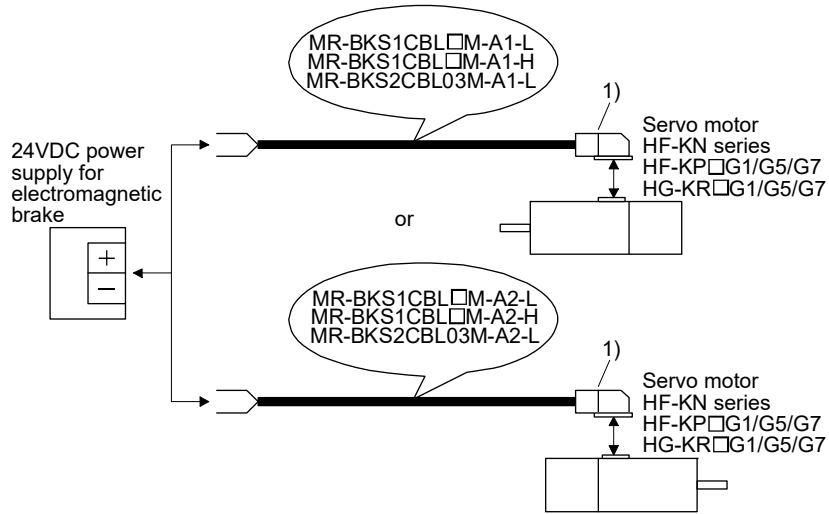 MR-BKS1CBL□M-A1-L
MR-BKS1CBL□M-A1-H
MR-BKS2CBL03M-A1-L
1)
Servo motor
HF-KN series
HF-KP□G1/G5/G7
HG-KR□G1/G5/G7
24VDC power
supply for
electromagnetic
brake
+
−
or
MR-BKS1CBL□M-A2-L
MR-BKS1CBL□M-A2-H
MR-BKS2CBL03M-A2-L
1)
Servo motor
HF-KN series
HF-KP□G1/G5/G7
HG-KR□G1/G5/G7